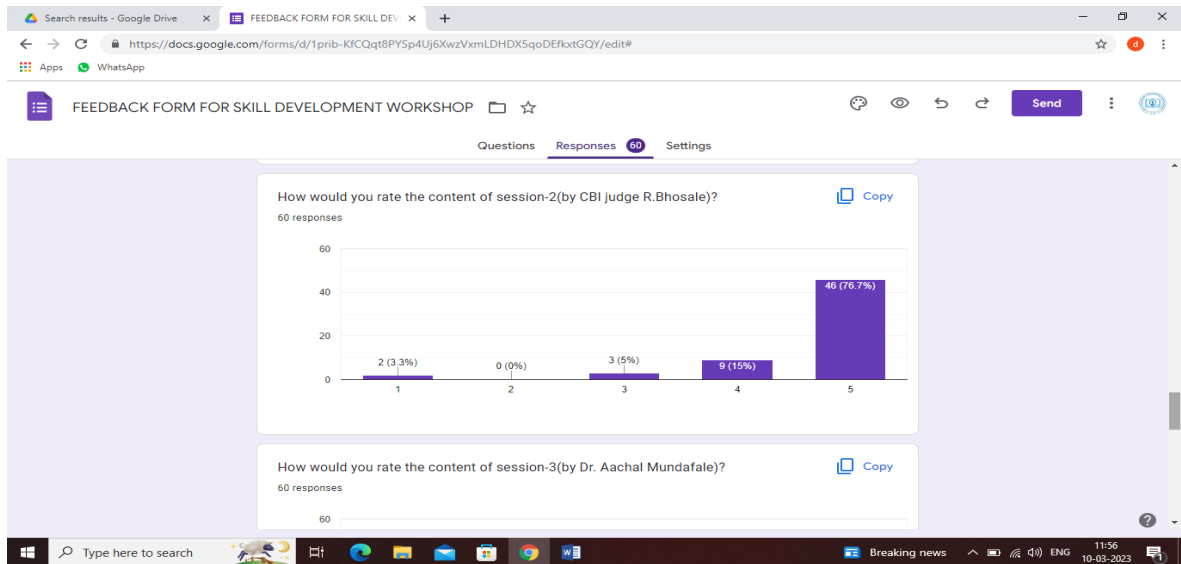 Search results - Google Drive
FEEDBACK FORM FOR SKILL DEV
https://docs.google.com/forms/d/1prib-KfCQqt8PYSp4Uj6XwzVxmLDHDX5qoDEfkxtGQY/edit#
d
Apps WhatsApp
FEEDBACK FORM FOR SKILL DEVELOPMENT WORKSHOP
Send
Questions Responses 60 Settings
How would you rate the content of session-2(by CBI judge R.Bhosale)?
Copy
60 responses
60
40
20
0
2 (3.3%) 0 (0%) 3 (5%) 9 (15%) 46 (76.7%)
1 2 3 4 5
How would you rate the content of session-3(by Dr. Aachal Mundafale)?
Copy
60 responses
60
Type here to search
Breaking news
ENG
11:56
10-03-2023
1